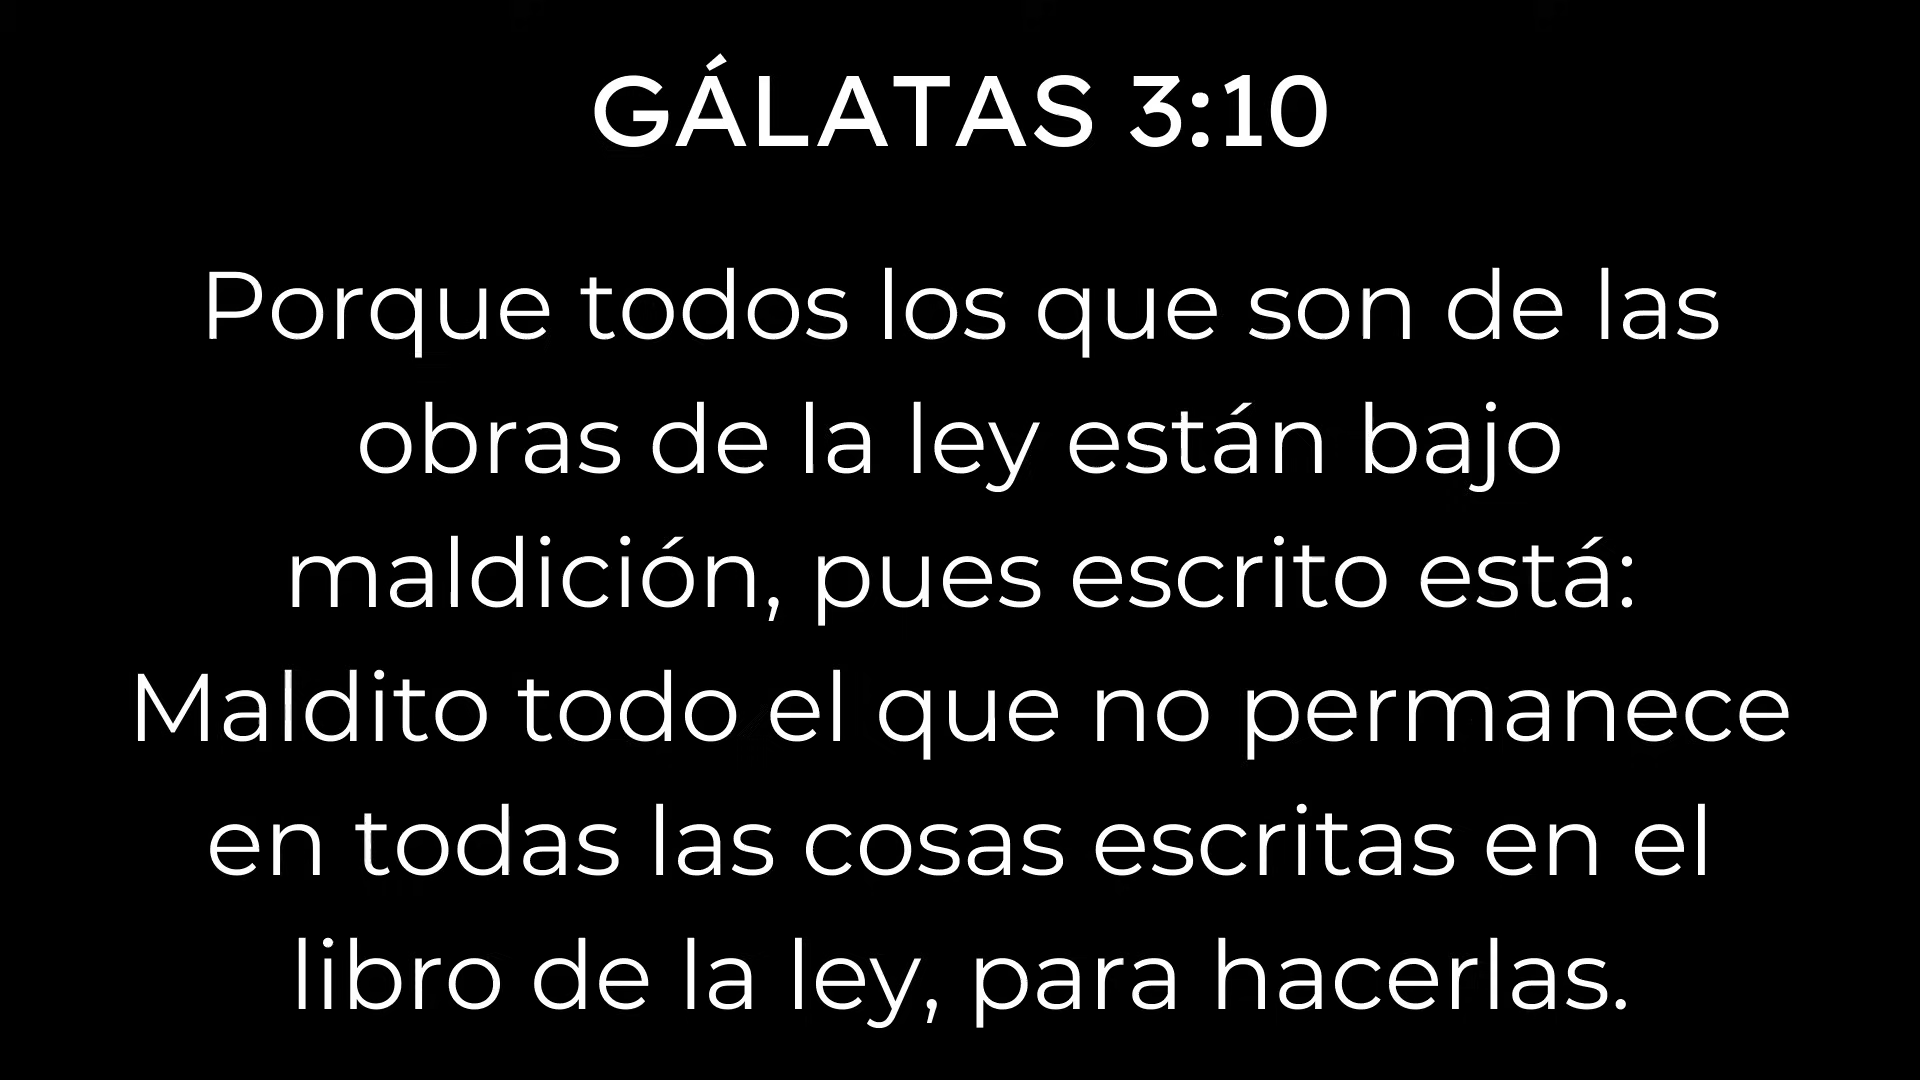 GÁLATAS 3:10
Porque todos los que son de las
obras de la ley están bajo
maldición, pues escrito está:
Maldito todo el que no permanece
en todas las cosas escritas en el
libro de la ley, para hacerlas.